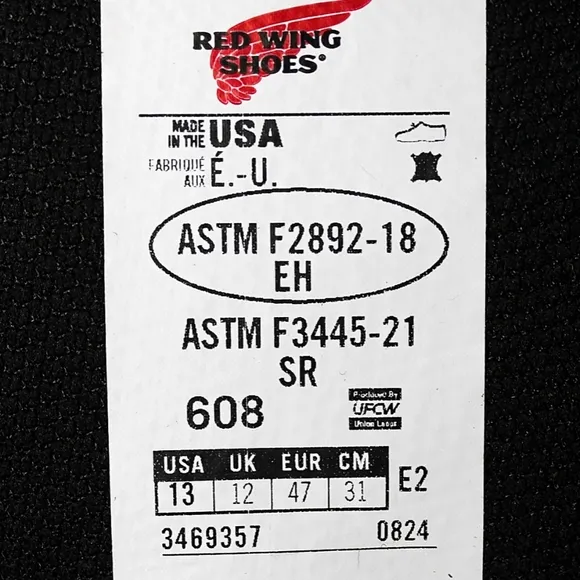 RED WING
SHOES®
MADE
IN THE USA
FABRIQUÉ
AUX É.-U.
ASTM F2892-18
EH
ASTM F3445-21
SR
608
Produced By
UFCW
Union Labor
USA UK EUR CM
13 12 47 31 E2
3469357 0824